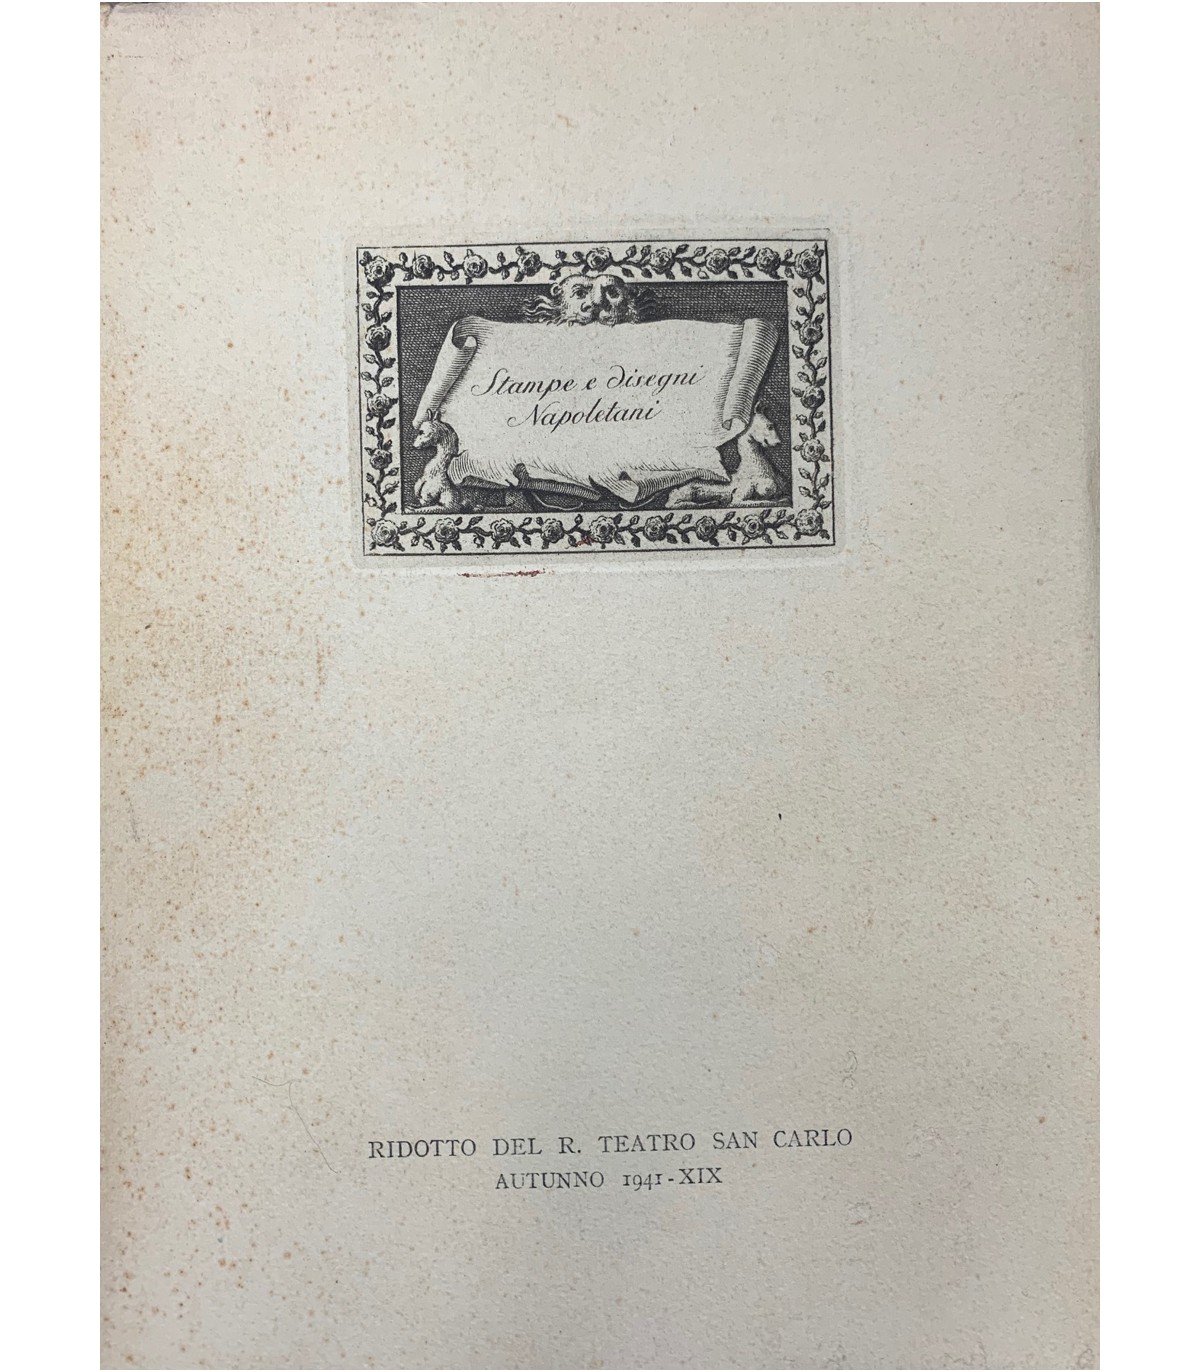 Stampe e disegni
Napoletani
RIDOTTO DEL R. TEATRO SAN CARLO
AUTUNNO 1941-XIX